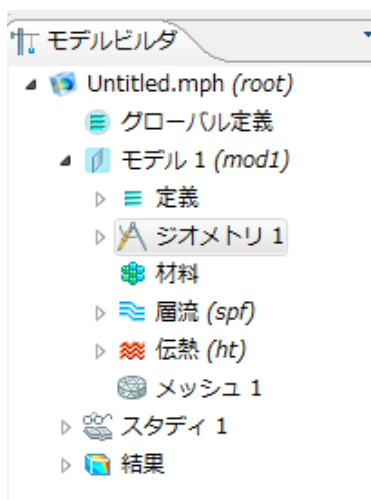 モデルビルダ
Untitled.mph (root)
グローバル定義
モデル 1 (mod1)
定義
ジオメトリ 1
材料
層流 (spf)
伝熱 (ht)
メッシュ 1
スタディ 1
結果